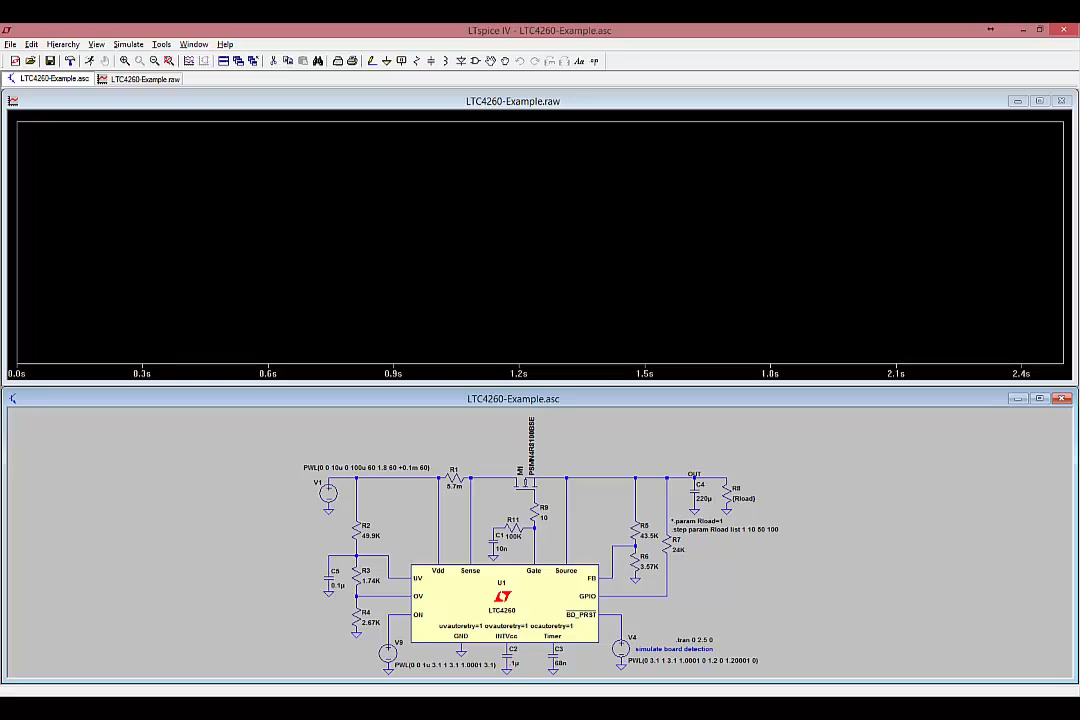 LTspice IV - LTC4260-Example.asc
File Edit Hierarchy View Simulate Tools Window Help
LTC4260-Example.asc LTC4260-Example.raw
LTC4260-Example.raw
0.0s 0.3s 0.6s 0.9s 1.2s 1.5s 1.8s 2.1s 2.4s
LTC4260-Example.asc
PWL(0 0 10u 0 100u 60 1.8 60 +0.1m 60)
V1
R1
5.7m
M1
OUT
C4
220µ
R8
{Rload}
R9
10
R11
100K
C1
10n
R2
49.9K
R5
43.5K
*.param Rload=1
.step param Rload list 1 10 50 100
R7
24K
R6
3.57K
C5
0.1µ
R3
1.74K
R4
2.67K
Vdd Sense Gate Source
UV
OV
ON
U1
LTC4260
FB
GPIO
BD_PRST
uvautoretry=1 ovautoretry=1 ocautoretry=1
GND INTVcc Timer
V9
PWL(0 0 1u 3.1 1 3.1 1.0001 3.1)
C2
.1µ
C3
68n
V4
.tran 0 2.5 0
simulate board detection
PWL(0 3.1 1 3.1 1.0001 0 1.2 0 1.20001 0)